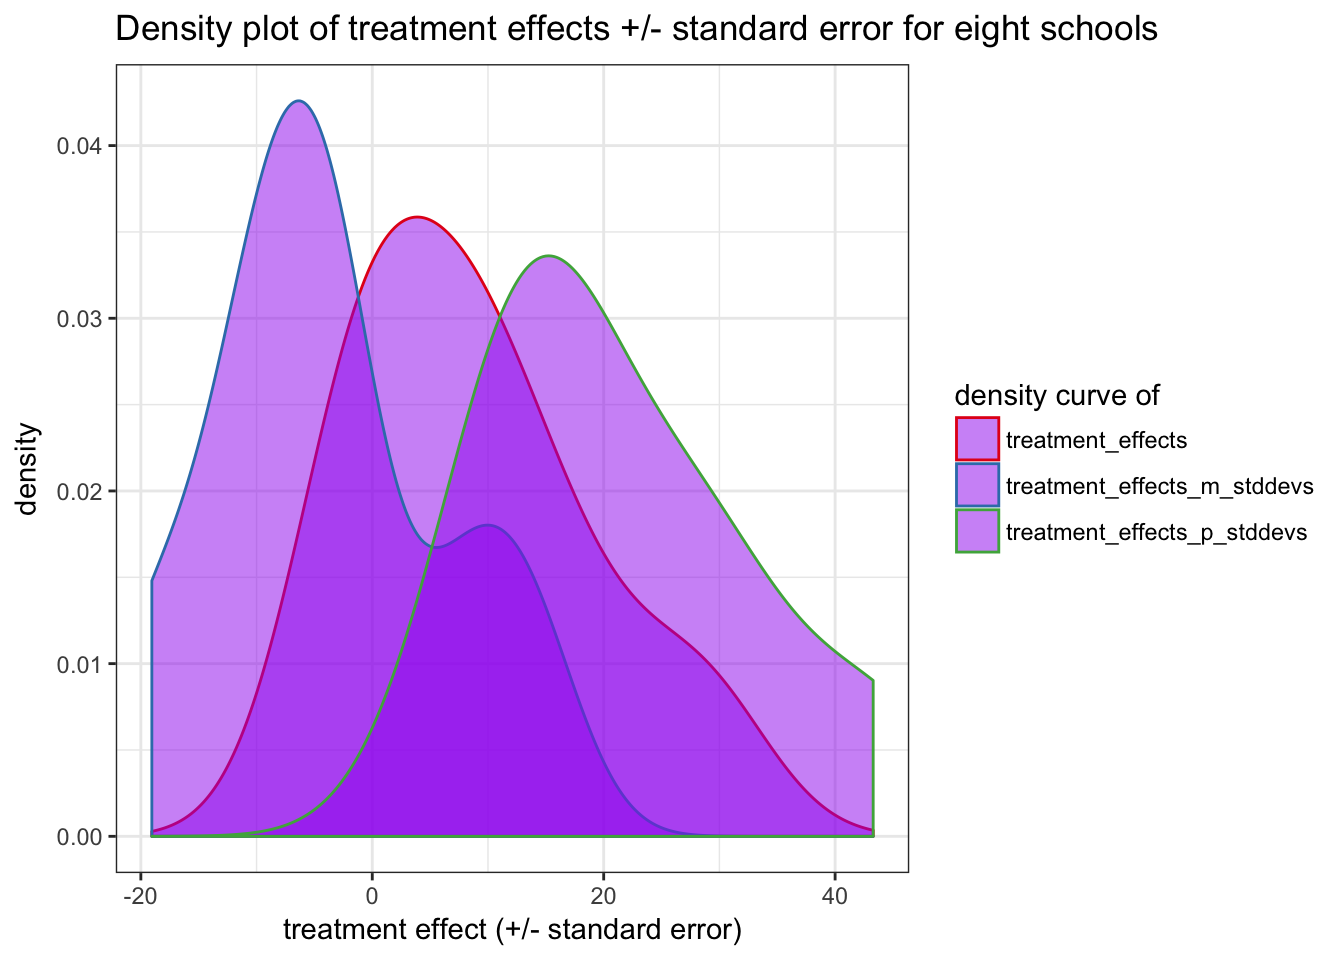 Density plot of treatment effects +/- standard error for eight schools
0.04
0.03
0.02
0.01
0.00
density
-20 0 20 40
treatment effect (+/- standard error)
density curve of
treatment_effects
treatment_effects_m_stddevs
treatment_effects_p_stddevs